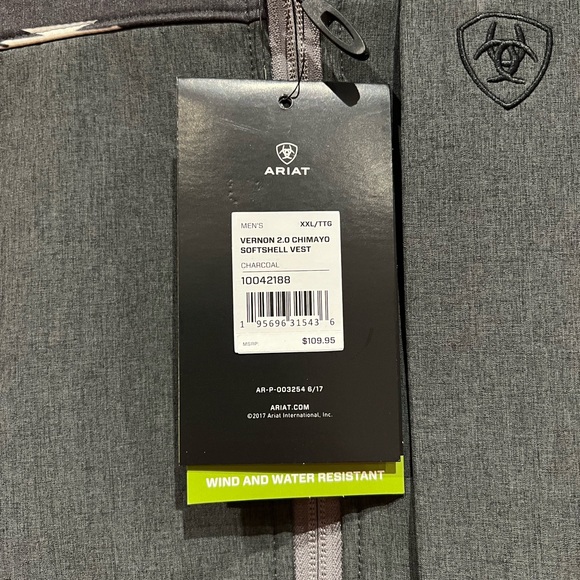 ARIAT
MEN'S XXL/TTG
VERNON 2.0 CHIMAYO
SOFTSHELL VEST
CHARCOAL
10042188
1 95696 31543 6
MSRP: $109.95
AR-P-003254 6/17
ARIAT.COM
©2017 Ariat International, Inc.
WIND AND WATER RESISTANT